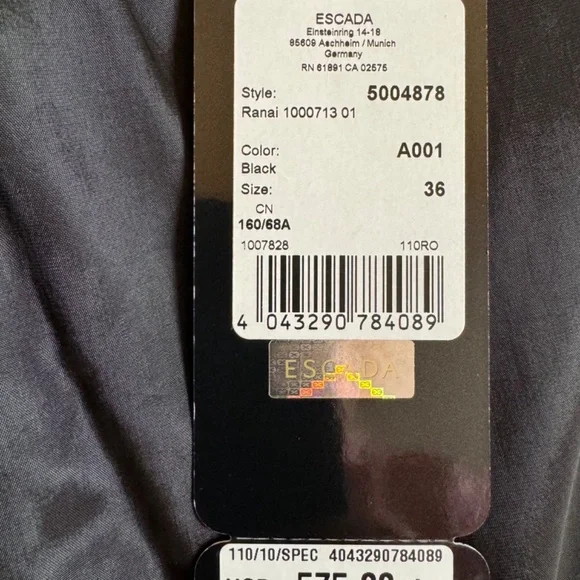 ESCADA
Einsteinring 14-18
85609 Aschheim / Munich
Germany
RN 81891 CA 02575
Style: 5004878
Ranai 1000713 01
Color: A001
Black
Size: 36
CN
160/68A
1007828 110RO
4 043290 784089
ESCADA
110/10/SPEC 4043290784089